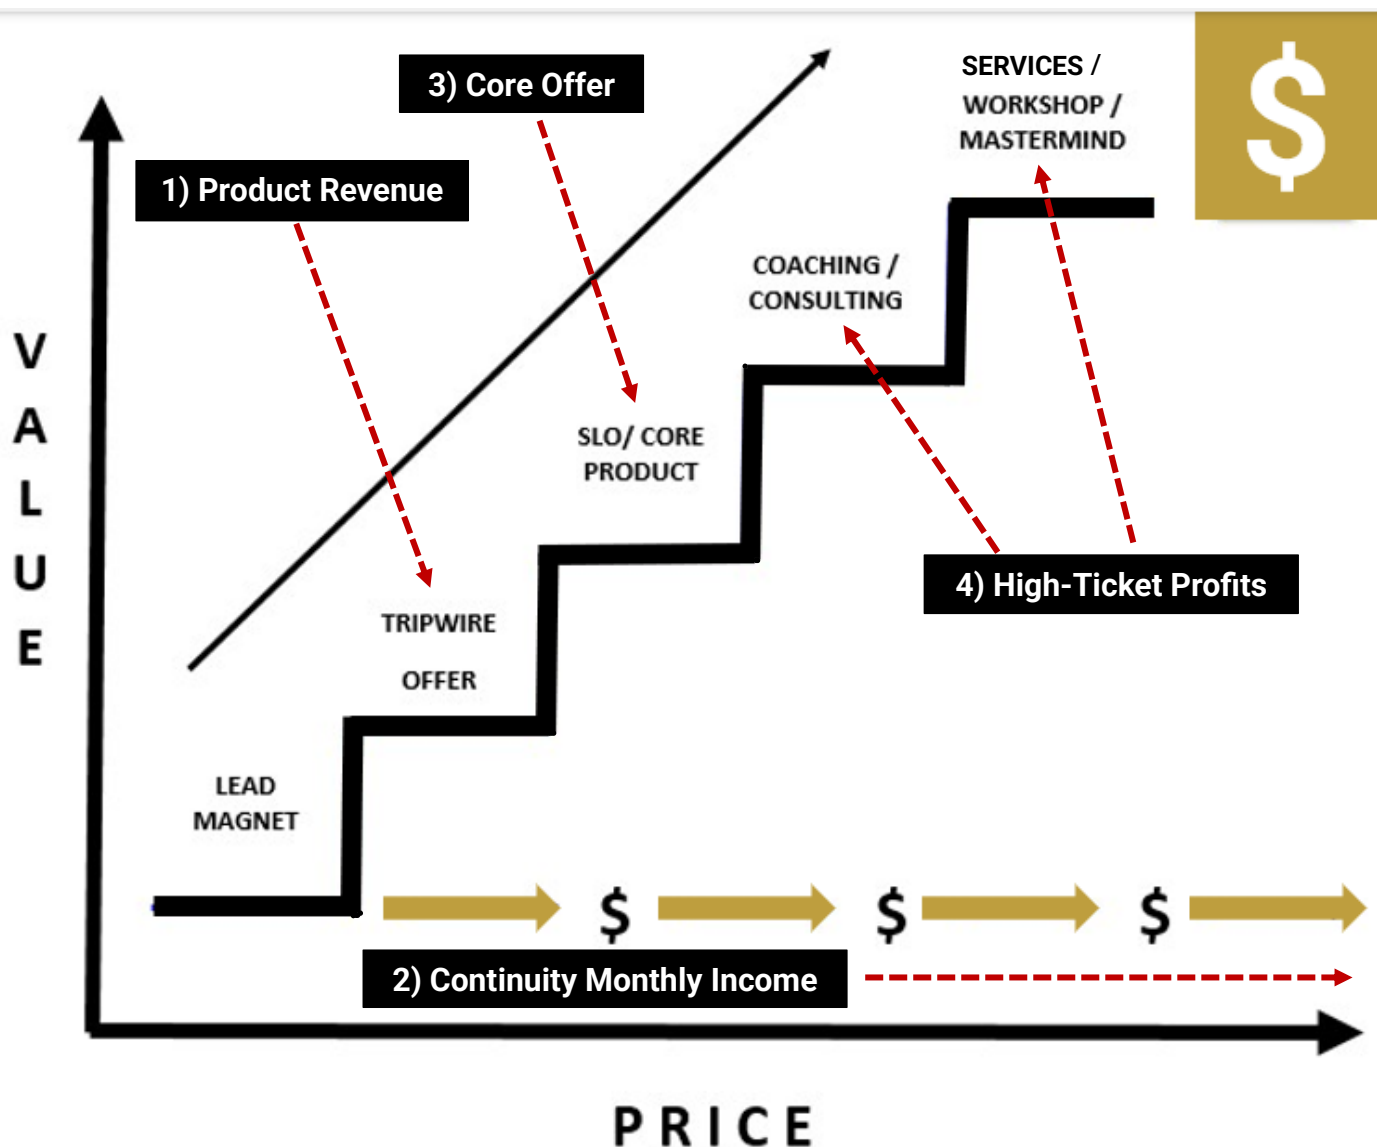 3) Core Offer
SERVICES /
WORKSHOP /
MASTERMIND
$
1) Product Revenue
COACHING /
CONSULTING
V
A
L
U
E
SLO/ CORE
PRODUCT
4) High-Ticket Profits
TRIPWIRE
OFFER
LEAD
MAGNET
$ $ $
2) Continuity Monthly Income
PRICE